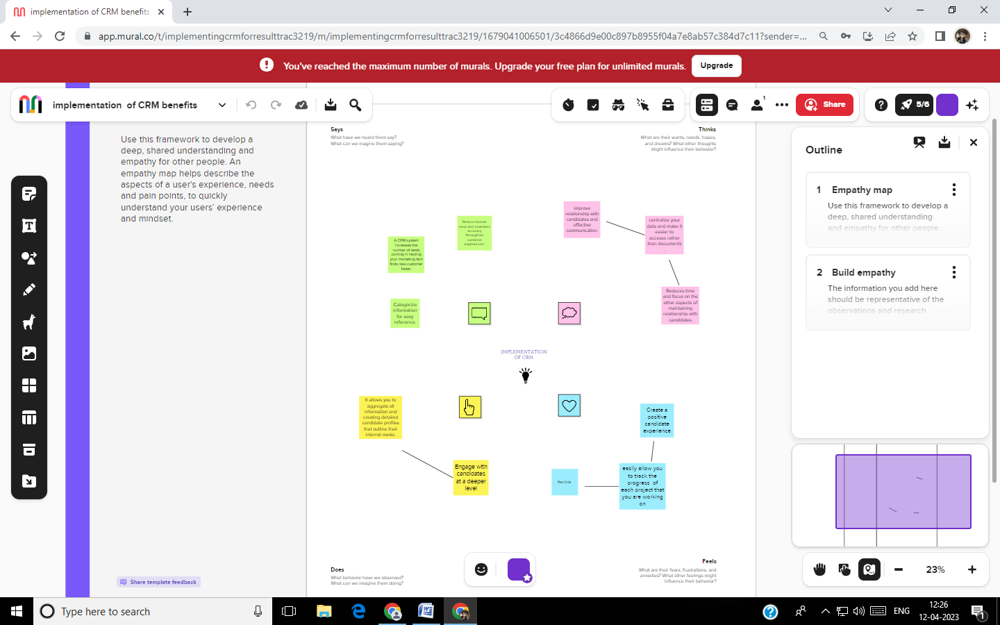 implementation of CRM benefits
app.mural.co/t/implementingcrmforresulttrac3219/m/implementingcrmforresulttrac3219/1679041006501/3c4866d9e00c897b8955f04a7e8ab57c384d7c11?sender=...
You've reached the maximum number of murals. Upgrade your free plan for unlimited murals.
Upgrade
implementation of CRM benefits
1
Share
5/6
Use this framework to develop a
deep, shared understanding and
empathy for other people. An
empathy map helps describe the
aspects of a user's experience, needs
and pain points, to quickly
understand your users' experience
and mindset.
Share template feedback
Says
What have we heard them say?
What can we imagine them saying?
Thinks
What are their wants, needs, hopes,
and dreams? What other thoughts
might influence their behavior?
Reduce human
error and maintains
accuracy
throughout
customer
experiences.
A CRM system
increases the
number of leads
coming in helping
your marketing tem
finds new customer
faster.
Categorize
information
for easy
reference.
improve
relationship with
candidates and
effective
communication.
centralize your
data and make it
easier to
accesss rather
than documents
.
Reduces time
and focus on the
other aspects of
maintaining
relationship with
candidates
IMPLEMENTATION
OF CRM
It allows you to
aggregate all
information and
creating detailed
candidate profiles
that outline their
internal marks.
Engage with
candidates
at a deeper
level
Create a
positive
candidate
experience
flexible
easily allow you
to track the
progress of
each project that
you are working
on
Does
What behavior have we observed?
What can we imagine them doing?
Feels
What are their fears, frustrations, and
anxieties? What other feelings might
influence their behavior?
Outline
1 Empathy map
Use this framework to develop a
deep, shared understanding
and empathy for other people.
2 Build empathy
The information you add here
should be representative of the
observations and research
23%
Type here to search
ENG
12:26
12-04-2023
1